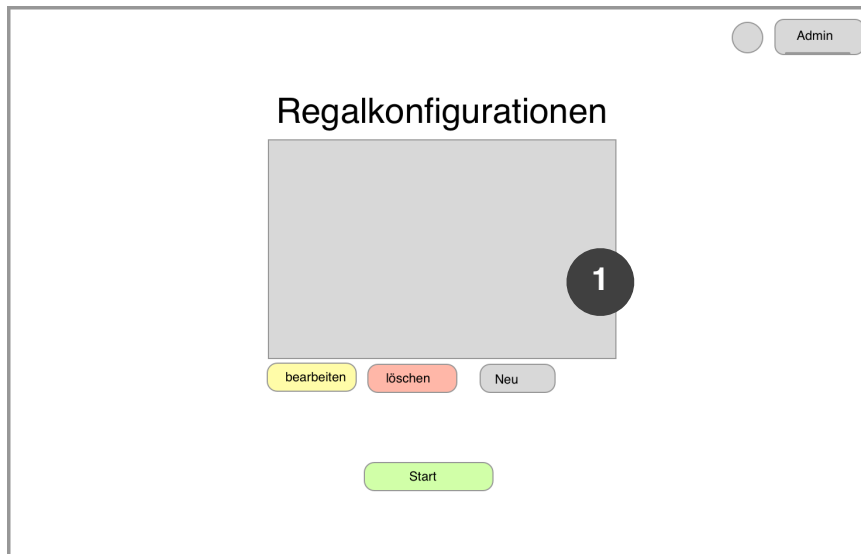 Admin
Regalkonfigurationen
1
bearbeiten
löschen
Neu
Start